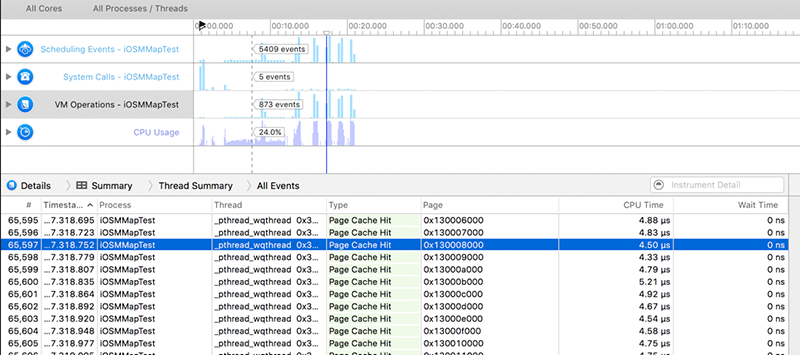 All Cores All Processes / Threads
00:00.000 00:10.000 00:20.000 00:30.000 00:40.000 00:50.000 01:00.000 01:10.000
Scheduling Events - iOSMMapTest 5409 events
System Calls - iOSMMapTest 5 events
VM Operations - iOSMMapTest 873 events
CPU Usage 24.0%
Details Summary Thread Summary All Events Instrument Detail
# Timesta... Process Thread Type Page CPU Time Wait Time
65,595 ...7.318.695 iOSMMapTest _pthread_wqthread 0x3... Page Cache Hit 0x130006000 4.88 µs 0 ns
65,596 ...7.318.723 iOSMMapTest _pthread_wqthread 0x3... Page Cache Hit 0x130007000 4.83 µs 0 ns
65,597 ...7.318.752 iOSMMapTest _pthread_wqthread 0x3... Page Cache Hit 0x130008000 4.50 µs 0 ns
65,598 ...7.318.779 iOSMMapTest _pthread_wqthread 0x3... Page Cache Hit 0x130009000 4.33 µs 0 ns
65,599 ...7.318.807 iOSMMapTest _pthread_wqthread 0x3... Page Cache Hit 0x13000a000 4.79 µs 0 ns
65,600 ...7.318.835 iOSMMapTest _pthread_wqthread 0x3... Page Cache Hit 0x13000b000 5.21 µs 0 ns
65,601 ...7.318.864 iOSMMapTest _pthread_wqthread 0x3... Page Cache Hit 0x13000c000 4.92 µs 0 ns
65,602 ...7.318.892 iOSMMapTest _pthread_wqthread 0x3... Page Cache Hit 0x13000d000 4.67 µs 0 ns
65,603 ...7.318.920 iOSMMapTest _pthread_wqthread 0x3... Page Cache Hit 0x13000e000 4.54 µs 0 ns
65,604 ...7.318.948 iOSMMapTest _pthread_wqthread 0x3... Page Cache Hit 0x13000f000 4.58 µs 0 ns
65,605 ...7.318.977 iOSMMapTest _pthread_wqthread 0x3... Page Cache Hit 0x130010000 4.75 µs 0 ns